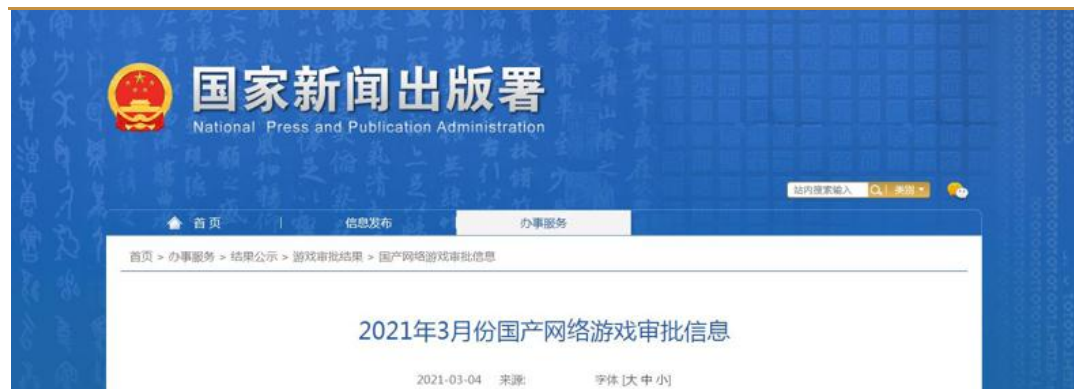 国家新闻出版署
National Press and Publication Administration
站内搜索输入 类别
首页 信息发布 办事服务
首页 > 办事服务 > 结果公示 > 游戏审批结果 > 国产网络游戏审批信息
2021年3月份国产网络游戏审批信息
2021-03-04 来源: 字体 [大 中 小]